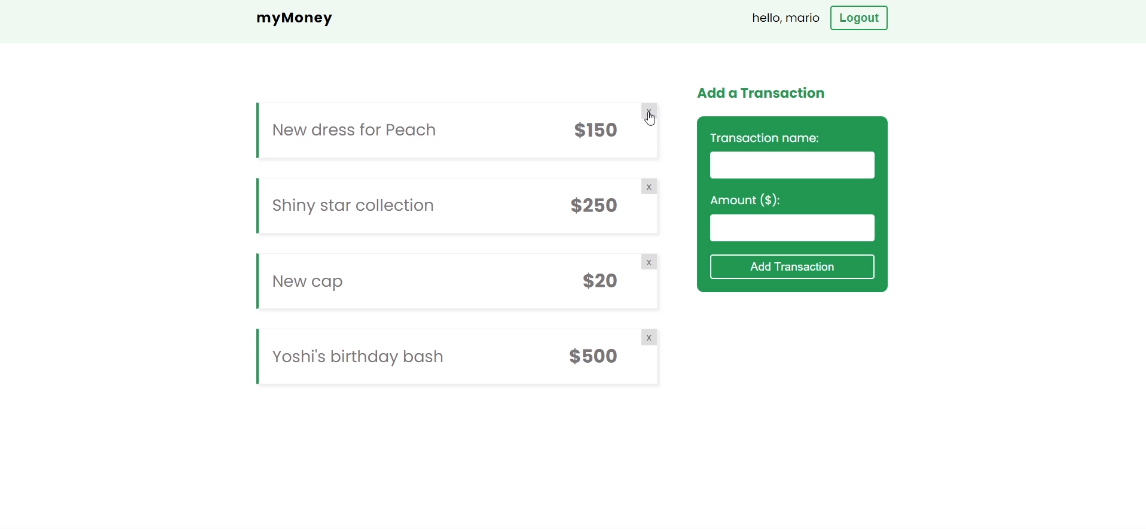 myMoney
hello, mario
Logout
New dress for Peach
$150
x
Shiny star collection
$250
x
New cap
$20
x
Yoshi's birthday bash
$500
x
Add a Transaction
Transaction name:
Amount ($):
Add Transaction